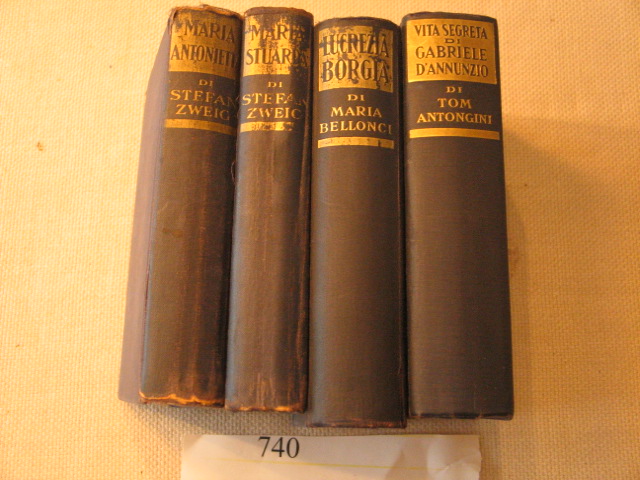 MARIA
ANTONIETT
DI
STEFAN
ZWEIG
MARIA
STUARDA
DI
STEFAN
ZWEIG
LUCREZIA
BORGIA
DI
MARIA
BELLONCI
VITA SEGRETA
DI
GABRIELE
D'ANNUNZIO
DI
TOM
ANTONGINI
740